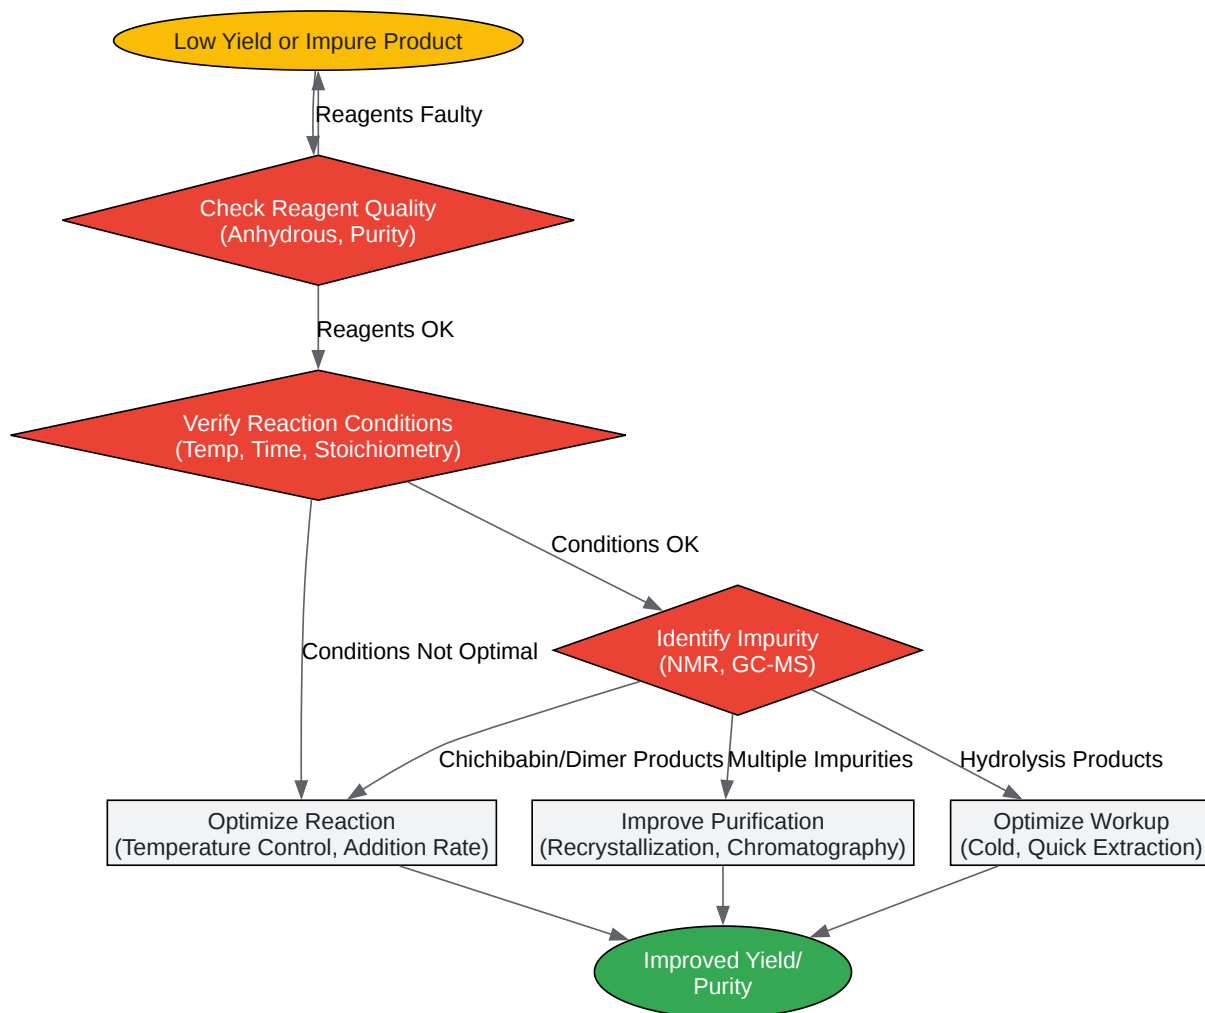 Low Yield or Impure Product
Reagents Faulty
Check Reagent Quality
(Anhydrous, Purity)
Reagents OK
Verify Reaction Conditions
(Temp, Time, Stoichiometry)
Conditions OK
Identify Impurity
(NMR, GC-MS)
Conditions Not Optimal
Chichibabin/Dimer Products
Multiple Impurities
Hydrolysis Products
Optimize Reaction
(Temperature Control, Addition Rate)
Improve Purification
(Recrystallization, Chromatography)
Optimize Workup
(Cold, Quick Extraction)
Improved Yield/
Purity